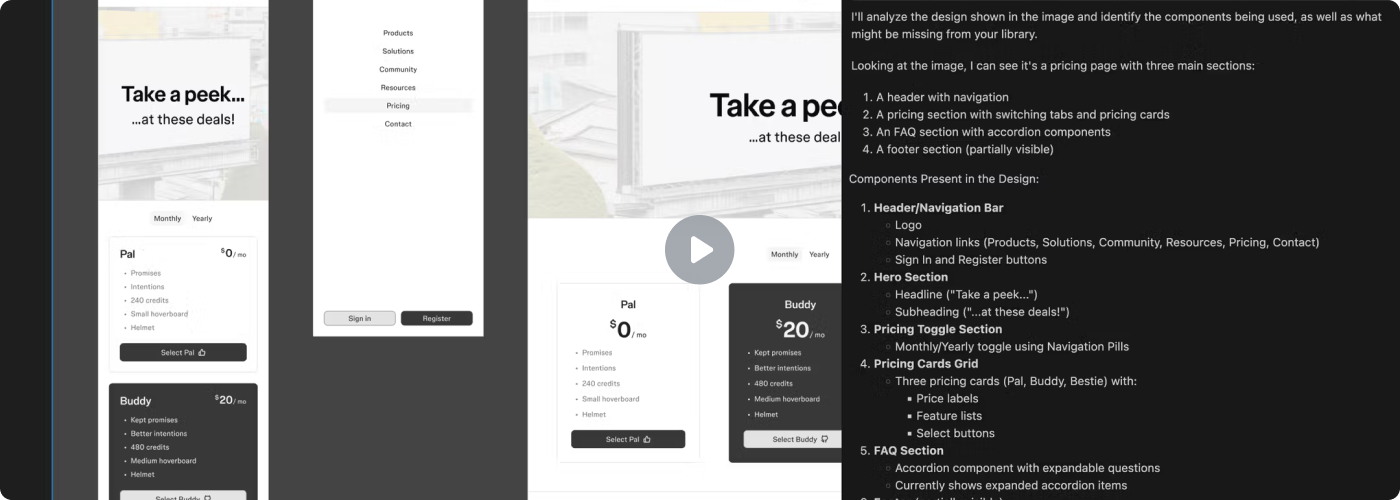 Take a peek...
...at these deals!
Monthly Yearly
Pal $0/ mo
• Promises
• Intentions
• 240 credits
• Small hoverboard
• Helmet
Select Pal
Buddy $20/ mo
• Kept promises
• Better intentions
• 480 credits
• Medium hoverboard
• Helmet
Select Buddy
Products
Solutions
Community
Resources
Pricing
Contact
Sign in Register
Take a pee
...at these deal
Monthly Yearly
Pal
$0/ mo
• Promises
• Intentions
• 240 credits
• Small hoverboard
• Helmet
Select Pal
Buddy
$20/ mo
• Kept promises
• Better intentions
• 480 credits
• Medium hoverboard
• Helmet
Select Buddy
I'll analyze the design shown in the image and identify the components being used, as well as what
might be missing from your library.
Looking at the image, I can see it's a pricing page with three main sections:
1. A header with navigation
2. A pricing section with switching tabs and pricing cards
3. An FAQ section with accordion components
4. A footer section (partially visible)
Components Present in the Design:
1. Header/Navigation Bar
○ Logo
○ Navigation links (Products, Solutions, Community, Resources, Pricing, Contact)
○ Sign In and Register buttons
2. Hero Section
○ Headline ("Take a peek...")
○ Subheading ("...at these deals!")
3. Pricing Toggle Section
○ Monthly/Yearly toggle using Navigation Pills
4. Pricing Cards Grid
○ Three pricing cards (Pal, Buddy, Bestie) with:
▪ Price labels
▪ Feature lists
▪ Select buttons
5. FAQ Section
○ Accordion component with expandable questions
○ Currently shows expanded accordion items